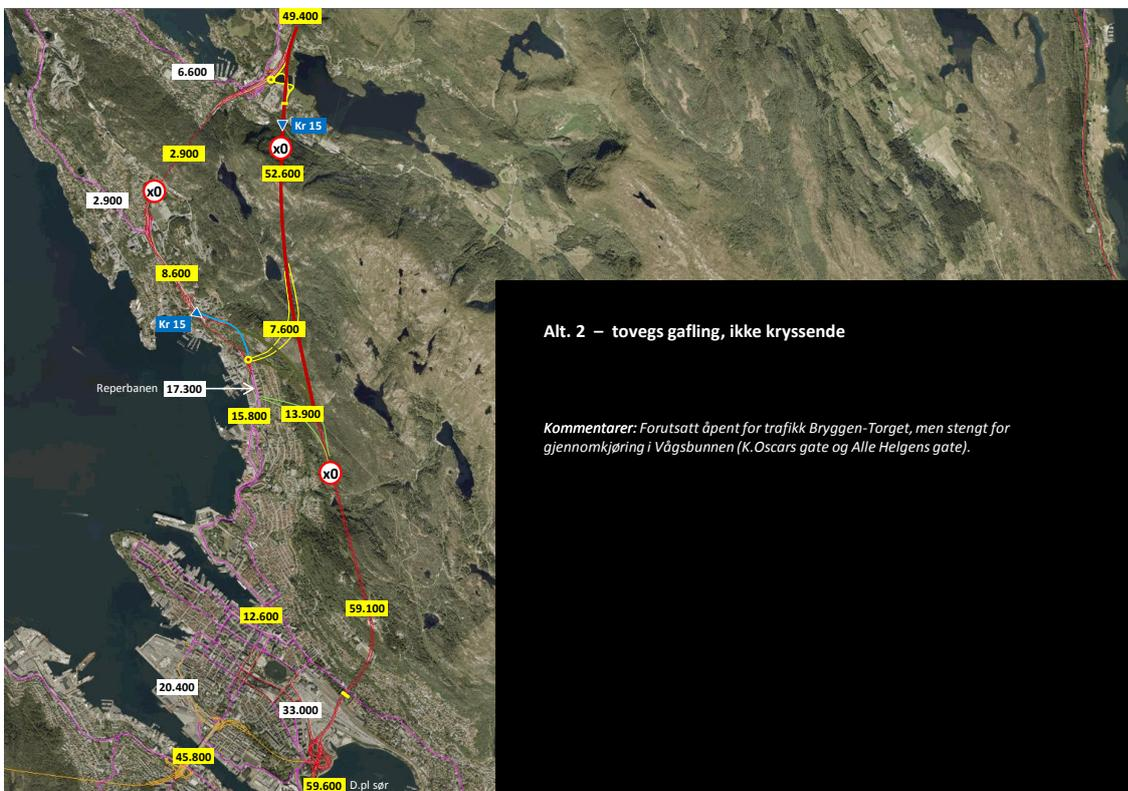 49.400
6.600
Kr 15
x0
2.900
52.600
x0
2.900
8.600
Kr 15
7.600
Alt. 2 – tovegs gafling, ikke kryssende
Reperbanen 17.300
15.800
13.900
Kommentarer: Forutsatt åpent for trafikk Bryggen-Torget, men stengt for
gjennomkjøring i Vågsbunnen (K.Oscars gate og Alle Helgens gate).
x0
59.100
12.600
20.400
33.000
45.800
59.600 D.pl sør